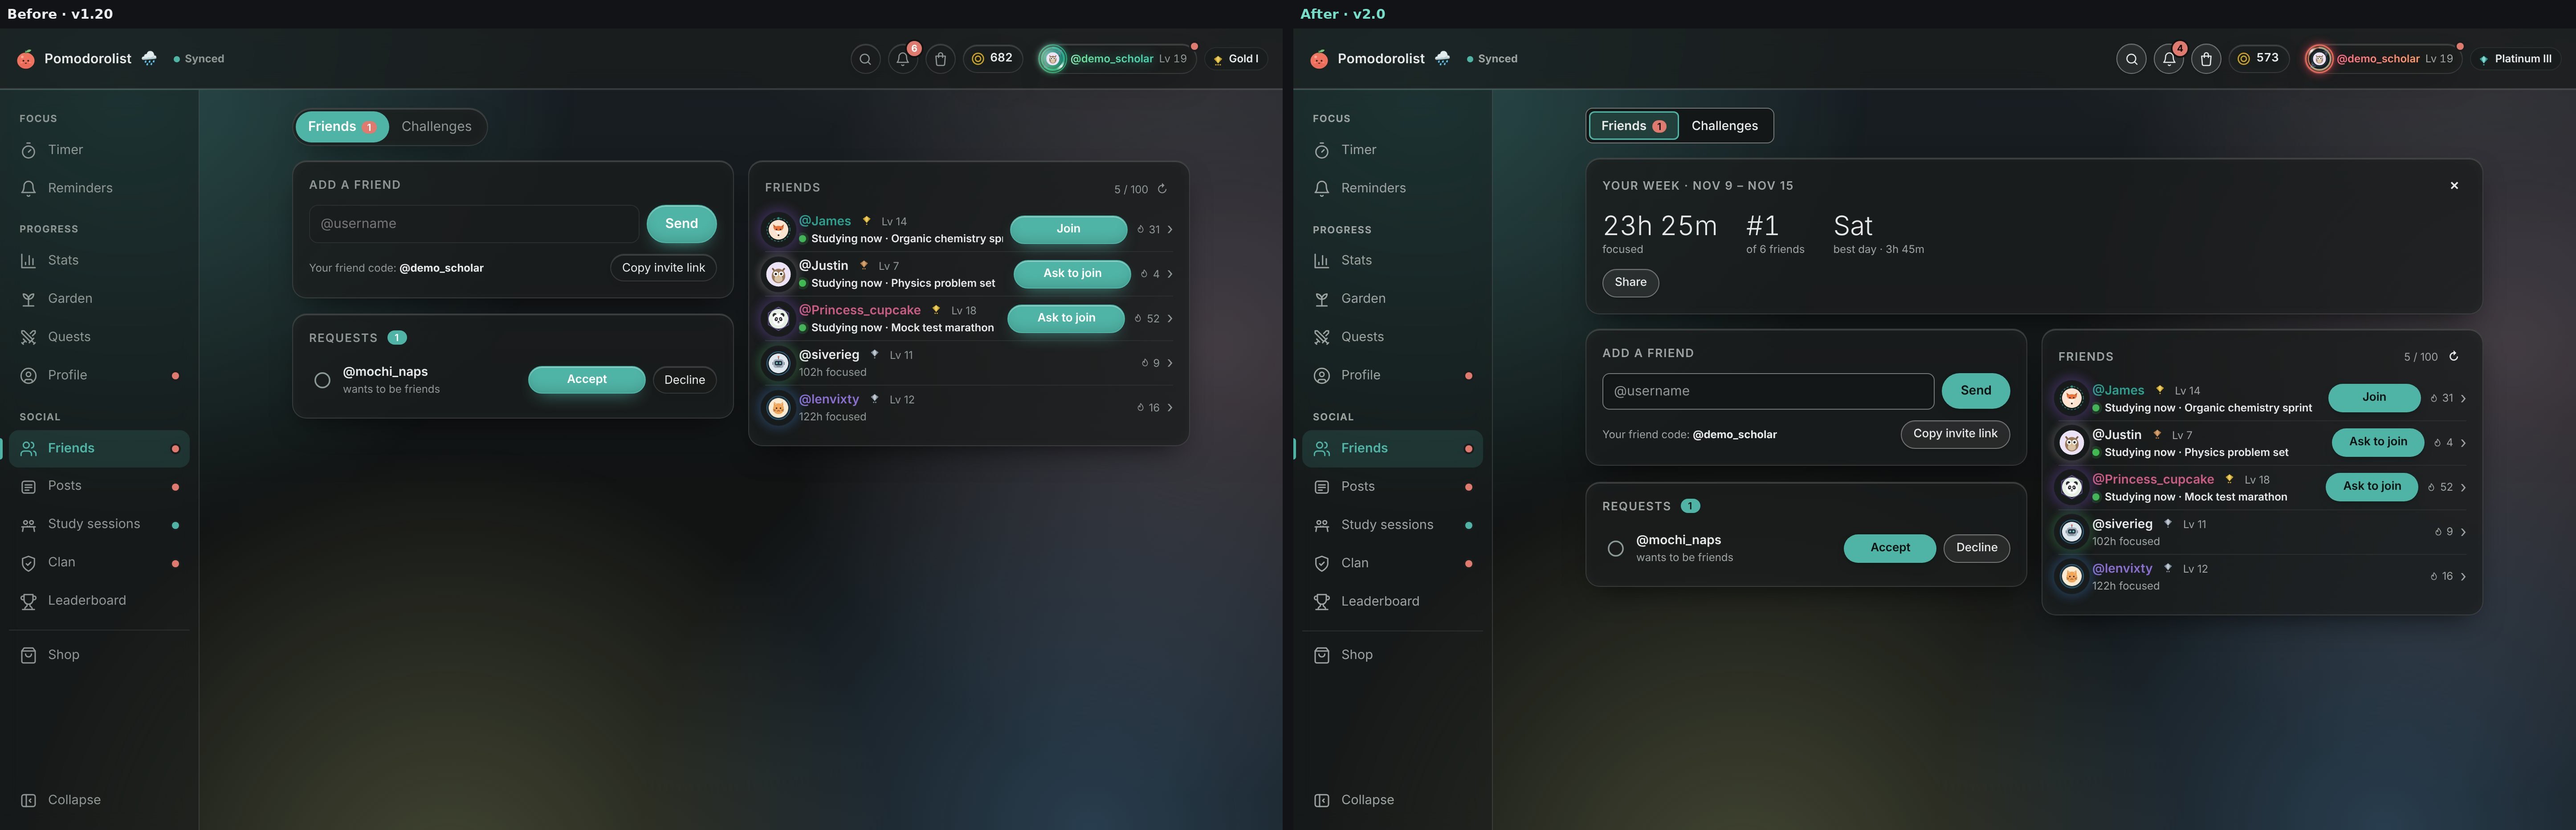 Before · v1.20
Pomodorolist
Synced
6
682
@demo_scholar Lv 19
Gold I
FOCUS
Timer
Reminders
PROGRESS
Stats
Garden
Quests
Profile
SOCIAL
Friends
Posts
Study sessions
Clan
Leaderboard
Shop
Collapse
Friends 1
Challenges
ADD A FRIEND
@username
Send
Your friend code: @demo_scholar
Copy invite link
REQUESTS 1
@mochi_naps
wants to be friends
Accept
Decline
FRIENDS
5 / 100
@James Lv 14
Studying now · Organic chemistry spr
Join
31
@Justin Lv 7
Studying now · Physics problem set
Ask to join
4
@Princess_cupcake Lv 18
Studying now · Mock test marathon
Ask to join
52
@siverieg Lv 11
102h focused
9
@lenvixty Lv 12
122h focused
16
After · v2.0
Pomodorolist
Synced
4
573
@demo_scholar Lv 19
Platinum III
FOCUS
Timer
Reminders
PROGRESS
Stats
Garden
Quests
Profile
SOCIAL
Friends
Posts
Study sessions
Clan
Leaderboard
Shop
Collapse
Friends 1
Challenges
YOUR WEEK · NOV 9 – NOV 15
23h 25m
focused
#1
of 6 friends
Sat
best day · 3h 45m
Share
ADD A FRIEND
@username
Send
Your friend code: @demo_scholar
Copy invite link
REQUESTS 1
@mochi_naps
wants to be friends
Accept
Decline
FRIENDS
5 / 100
@James Lv 14
Studying now · Organic chemistry sprint
Join
31
@Justin Lv 7
Studying now · Physics problem set
Ask to join
4
@Princess_cupcake Lv 18
Studying now · Mock test marathon
Ask to join
52
@siverieg Lv 11
102h focused
9
@lenvixty Lv 12
122h focused
16